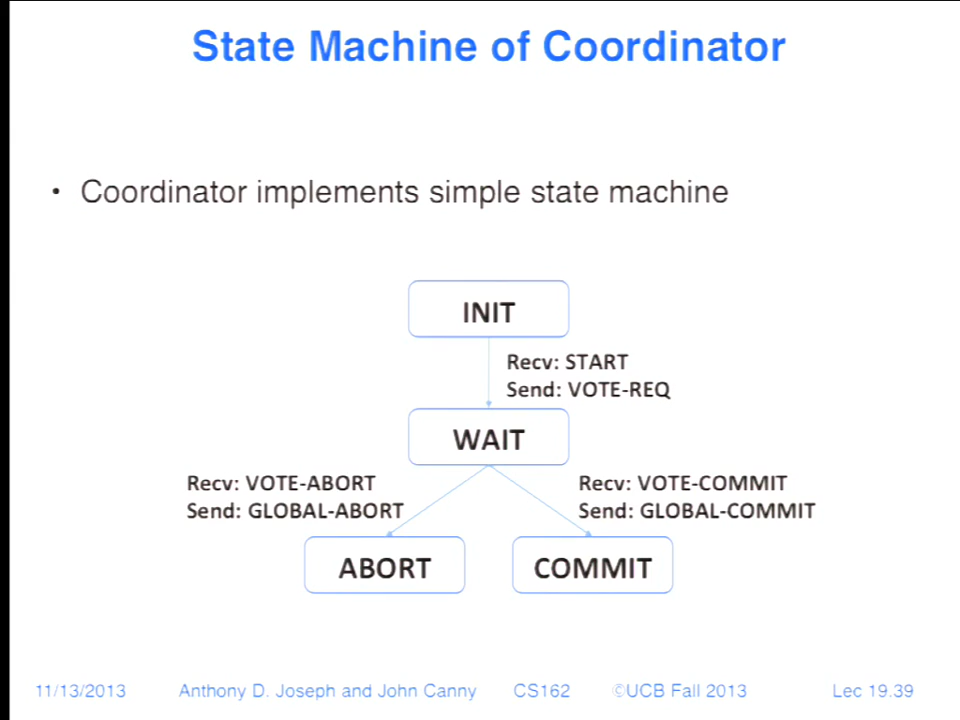 State Machine of Coordinator
• Coordinator implements simple state machine
INIT
Recv: START
Send: VOTE-REQ
WAIT
Recv: VOTE-ABORT
Send: GLOBAL-ABORT
Recv: VOTE-COMMIT
Send: GLOBAL-COMMIT
ABORT
COMMIT
11/13/2013 Anthony D. Joseph and John Canny CS162 ©UCB Fall 2013 Lec 19.39